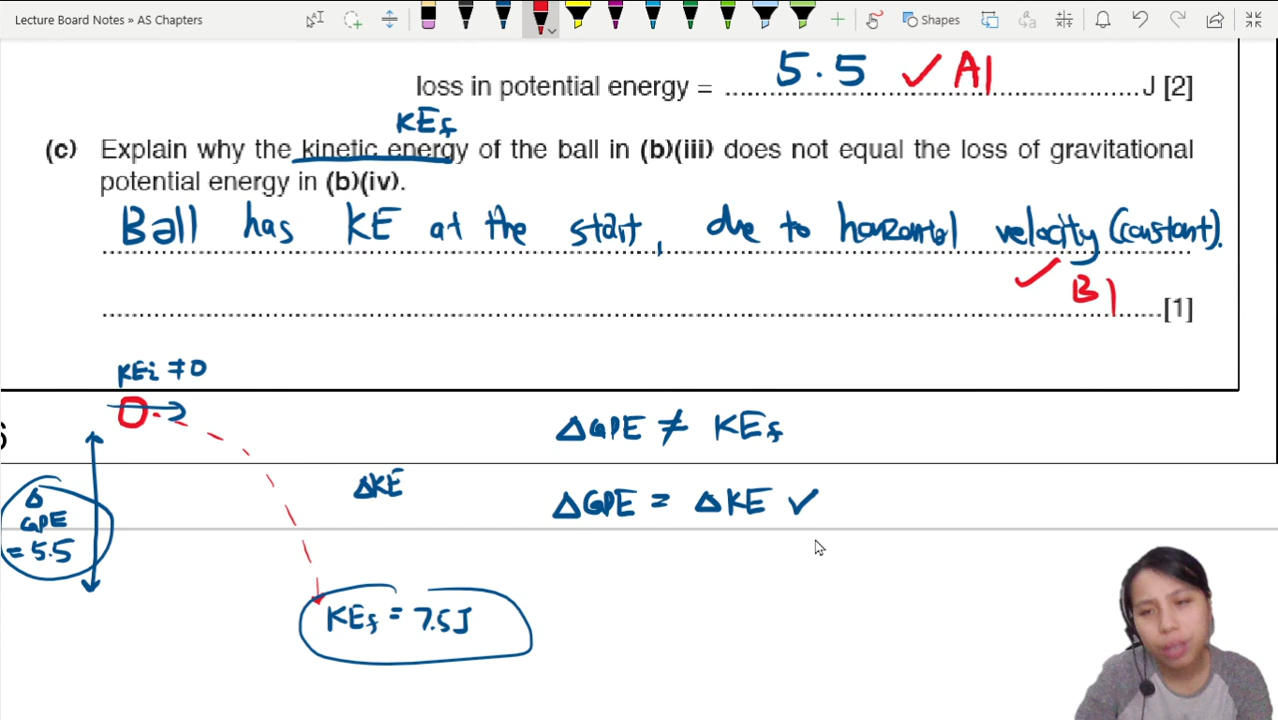 Lecture Board Notes » AS Chapters
Shapes
loss in potential energy = 5.5 ✓ A1 J [2]
KEf
(c) Explain why the kinetic energy of the ball in (b)(iii) does not equal the loss of gravitational
potential energy in (b)(iv).
Ball has KE at the start, due to horizontal velocity (constant).
✓ B1
[1]
KEi ≠ 0
6
ΔGPE ≠ KEf
ΔKE
ΔGPE = ΔKE ✓
Δ
GPE
= 5.5
KEf = 7.5J